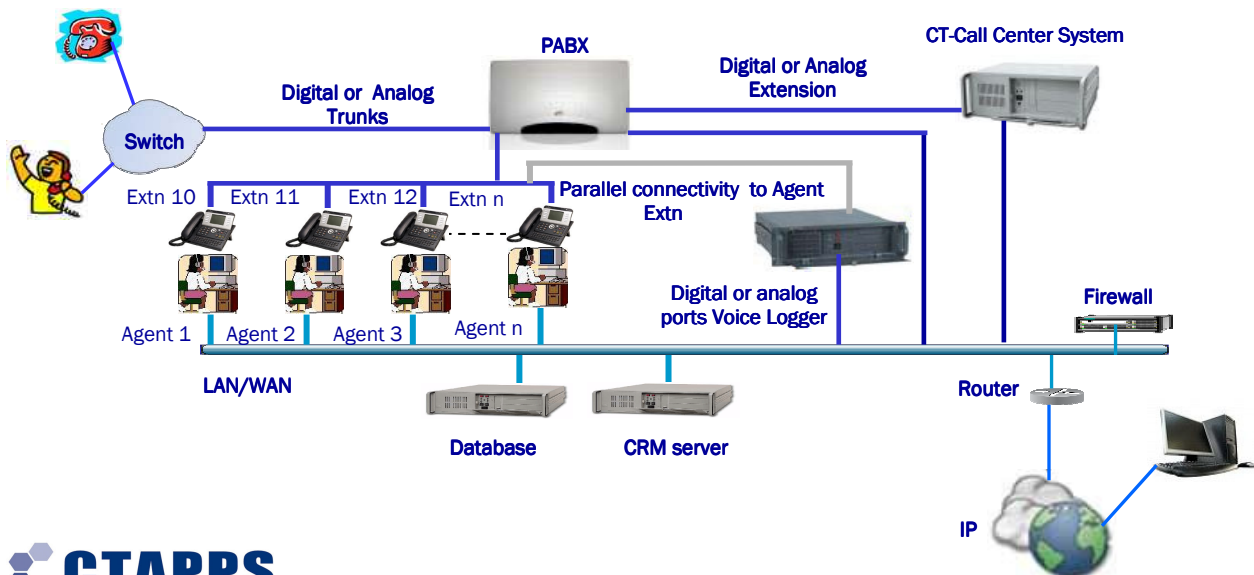 PABX
CT-Call Center System
Digital or Analog
Trunks
Digital or Analog
Extension
Switch
Extn 10
Extn 11
Extn 12
Extn n
Parallel connectivity to Agent
Extn
Digital or analog
ports Voice Logger
Firewall
Agent 1
Agent 2
Agent 3
Agent n
LAN/WAN
Router
Database
CRM server
IP
CTAPPS